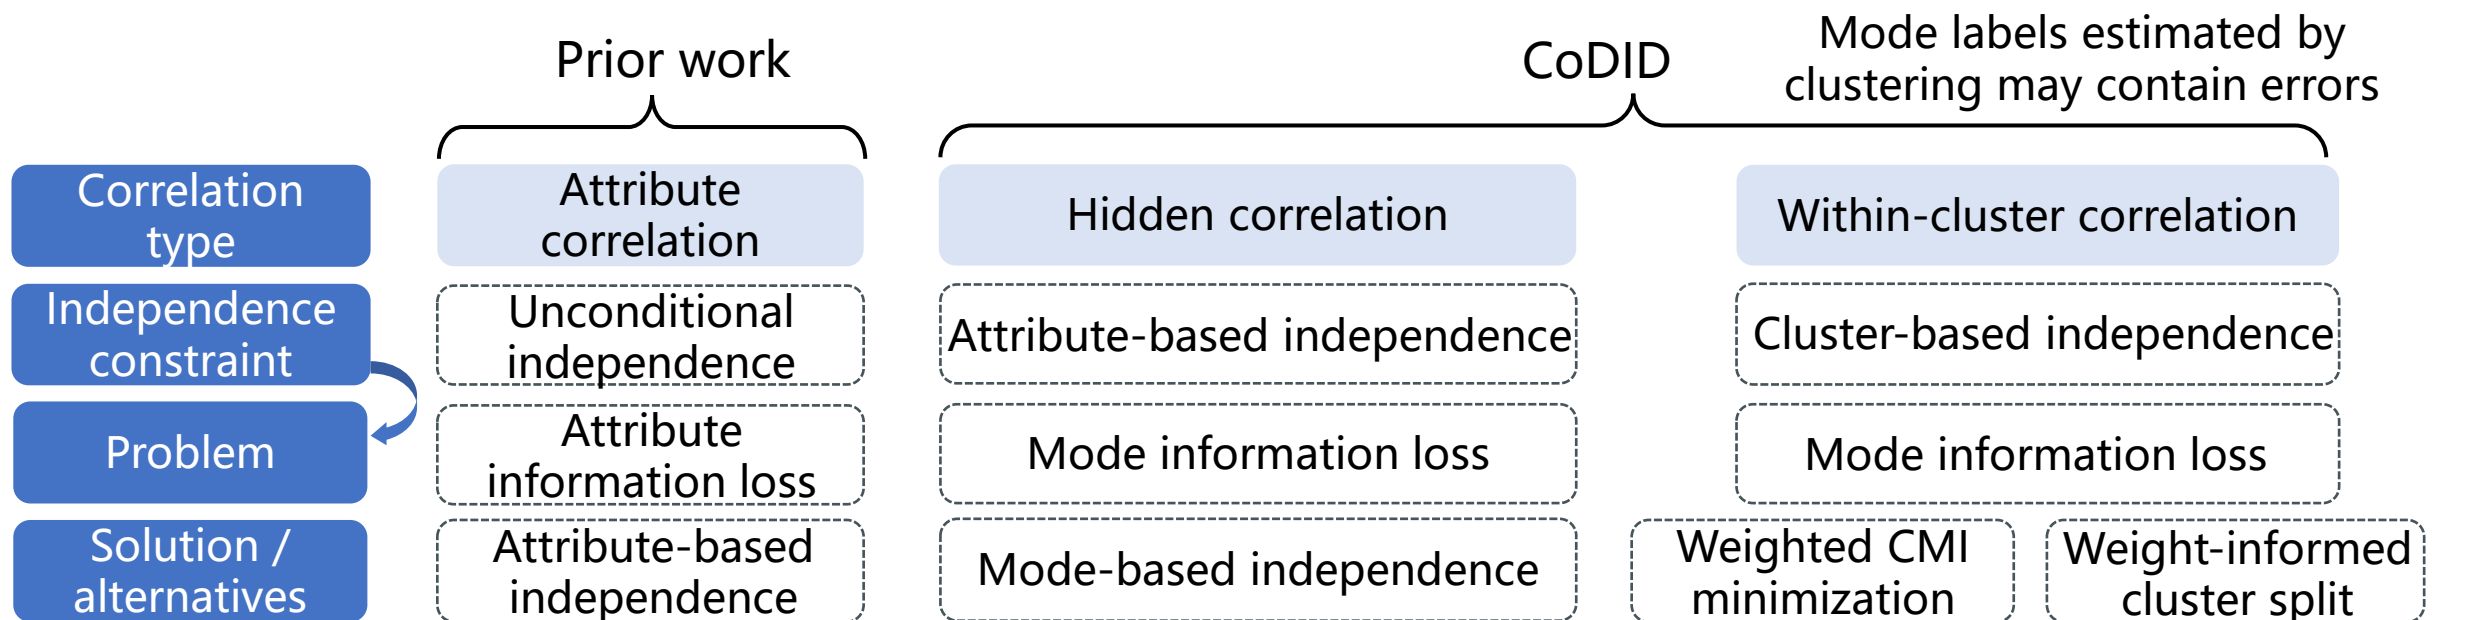 Prior work
CoDID
Mode labels estimated by
clustering may contain errors
Correlation
type
Attribute
correlation
Hidden correlation
Within-cluster correlation
Independence
constraint
Unconditional
independence
Attribute-based independence
Cluster-based independence
Problem
Attribute
information loss
Mode information loss
Mode information loss
Solution /
alternatives
Attribute-based
independence
Mode-based independence
Weighted CMI
minimization
Weight-informed
cluster split